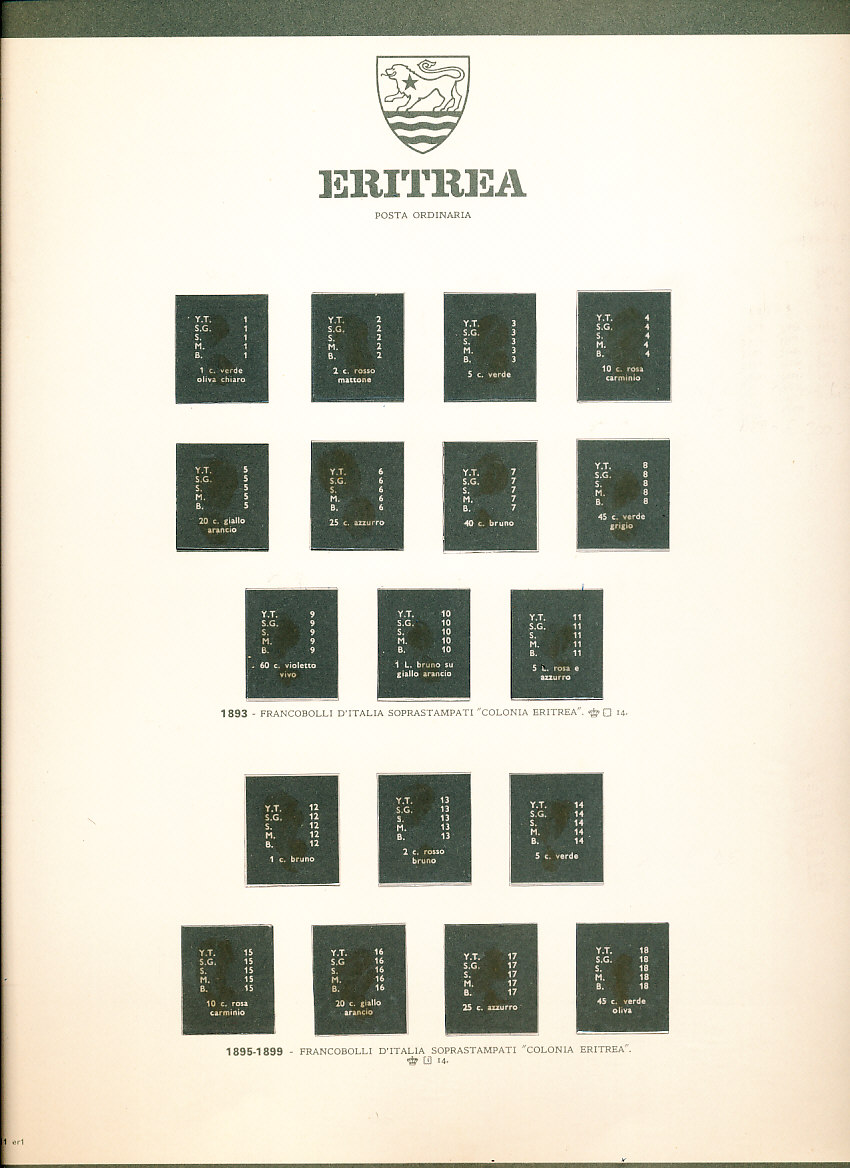 ERITREA
POSTA ORDINARIA
Y.T. 1
S.G. 1
S. 1
M. 1
B. 1
1 c. verde
oliva chiaro
Y.T. 2
S.G. 2
S. 2
M. 2
B. 2
2 c. rosso
mattone
Y.T. 3
S.G. 3
S. 3
M. 3
B. 3
5 c. verde
Y.T. 4
S.G. 4
S. 4
M. 4
B. 4
10 c. rosa
carminio
Y.T. 5
S.G. 5
S. 5
M. 5
B. 5
20 c. giallo
arancio
Y.T. 6
S.G. 6
S. 6
M. 6
B. 6
25 c. azzurro
Y.T. 7
S.G. 7
S. 7
M. 7
B. 7
40 c. bruno
Y.T. 8
S.G. 8
S. 8
M. 8
B. 8
45 c. verde
grigio
Y.T. 9
S.G. 9
S. 9
M. 9
B. 9
60 c. violetto
vivo
Y.T. 10
S.G. 10
S. 10
M. 10
B. 10
1 L. bruno su
giallo arancio
Y.T. 11
S.G. 11
S. 11
M. 11
B. 11
5 L. rosa e
azzurro
1893 - FRANCOBOLLI D'ITALIA SOPRASTAMPATI "COLONIA ERITREA". 14.
Y.T. 12
S.G. 12
S. 12
M. 12
B. 12
1 c. bruno
Y.T. 13
S.G. 13
S. 13
M. 13
B. 13
2 c. rosso
bruno
Y.T. 14
S.G. 14
S. 14
M. 14
B. 14
5 c. verde
Y.T. 15
S.G. 15
S. 15
M. 15
B. 15
10 c. rosa
carminio
Y.T. 16
S.G 16
S. 16
M. 16
B. 16
20 c. giallo
arancio
Y.T. 17
S.G. 17
S. 17
M. 17
B. 17
25 c. azzurro
Y.T. 18
S.G. 18
S. 18
M. 18
B. 18
45 c. verde
oliva
1895-1899 - FRANCOBOLLI D'ITALIA SOPRASTAMPATI "COLONIA ERITREA".
14.
1 er1